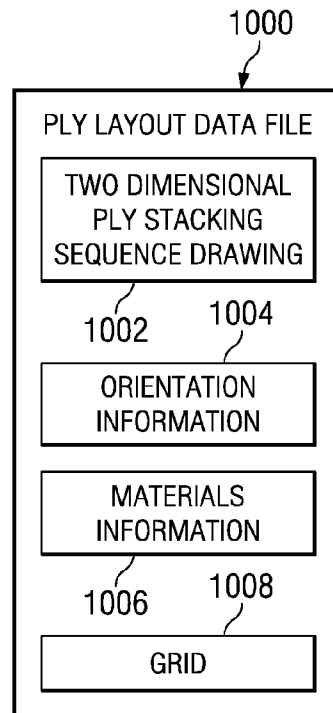 1000
PLY LAYOUT DATA FILE
TWO DIMENSIONAL
PLY STACKING
SEQUENCE DRAWING
1002
1004
ORIENTATION
INFORMATION
MATERIALS
INFORMATION
1006
1008
GRID